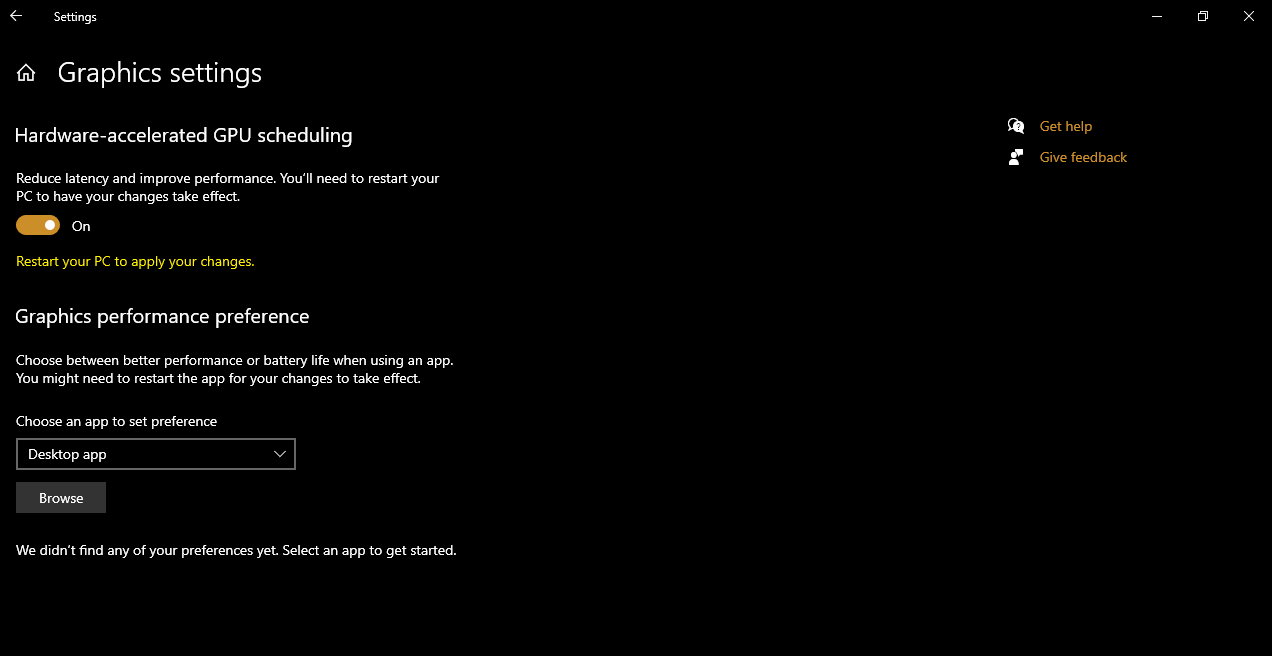 Settings
Graphics settings
Hardware-accelerated GPU scheduling
Reduce latency and improve performance. You’ll need to restart your
PC to have your changes take effect.
On
Restart your PC to apply your changes.
Graphics performance preference
Choose between better performance or battery life when using an app.
You might need to restart the app for your changes to take effect.
Choose an app to set preference
Desktop app
Browse
We didn’t find any of your preferences yet. Select an app to get started.
Get help
Give feedback